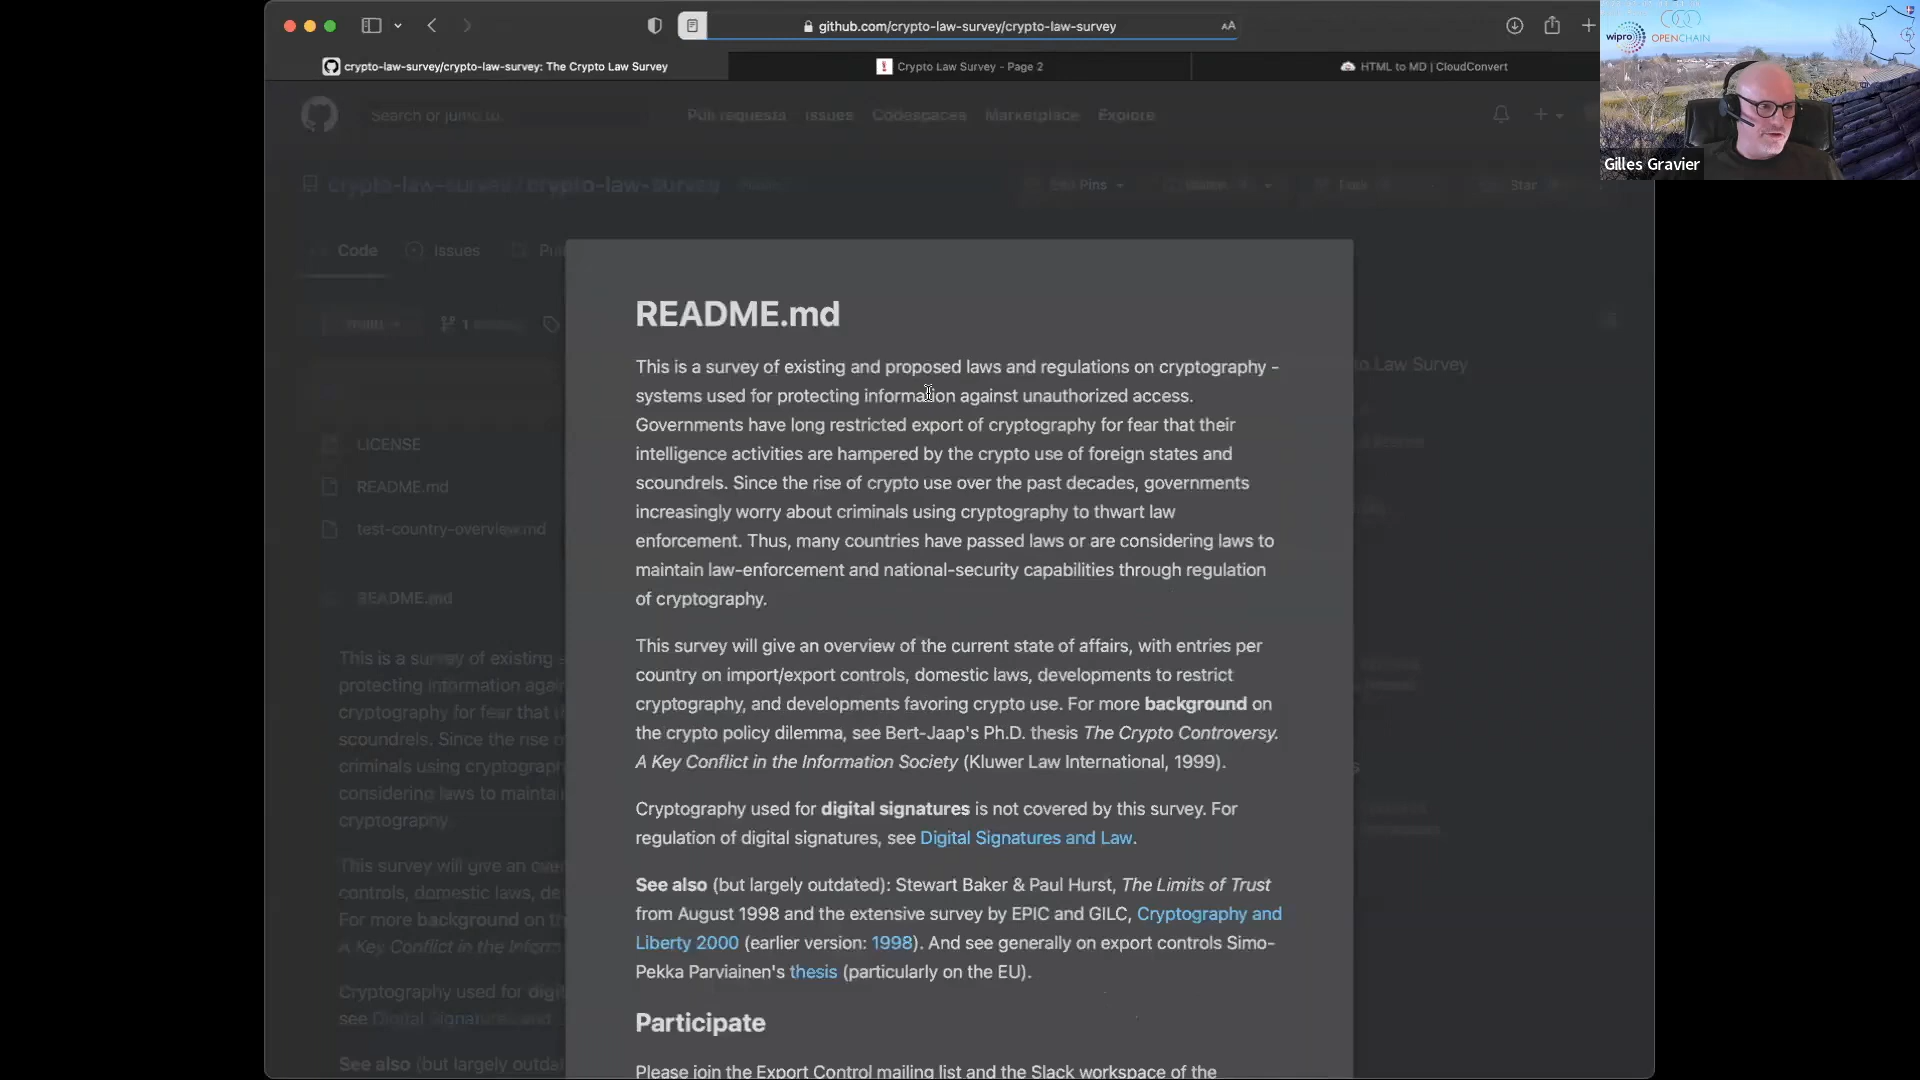 github.com/crypto-law-survey/crypto-law-survey
crypto-law-survey/crypto-law-survey: The Crypto Law Survey
Crypto Law Survey - Page 2
HTML to MD | CloudConvert
wipro
OPENCHAIN
Gilles Gravier
Search or jump to
Pull requests
Issues
Codespaces
Marketplace
Explore
crypto-law-survey / crypto-law-survey
Pins
Star
Code
Issues
LICENSE
README.md
test-country-overview.md
README.md
This is a survey of existing
protecting information
cryptography for fear that
scoundrels. Since the rise
criminals using
considering laws to
cryptography.
This survey will give an
controls, domestic laws,
For more background on
A Key Conflict in the
Cryptography used for
see Digital
See also (but largely
Law Survey
README.md
This is a survey of existing and proposed laws and regulations on cryptography -
systems used for protecting information against unauthorized access.
Governments have long restricted export of cryptography for fear that their
intelligence activities are hampered by the crypto use of foreign states and
scoundrels. Since the rise of crypto use over the past decades, governments
increasingly worry about criminals using cryptography to thwart law
enforcement. Thus, many countries have passed laws or are considering laws to
maintain law-enforcement and national-security capabilities through regulation
of cryptography.
This survey will give an overview of the current state of affairs, with entries per
country on import/export controls, domestic laws, developments to restrict
cryptography, and developments favoring crypto use. For more background on
the crypto policy dilemma, see Bert-Jaap's Ph.D. thesis The Crypto Controversy.
A Key Conflict in the Information Society (Kluwer Law International, 1999).
Cryptography used for digital signatures is not covered by this survey. For
regulation of digital signatures, see Digital Signatures and Law.
See also (but largely outdated): Stewart Baker & Paul Hurst, The Limits of Trust
from August 1998 and the extensive survey by EPIC and GILC, Cryptography and
Liberty 2000 (earlier version: 1998). And see generally on export controls Simo-
Pekka Parviainen's thesis (particularly on the EU).
Participate
Please join the Export Control mailing list and the Slack workspace of the